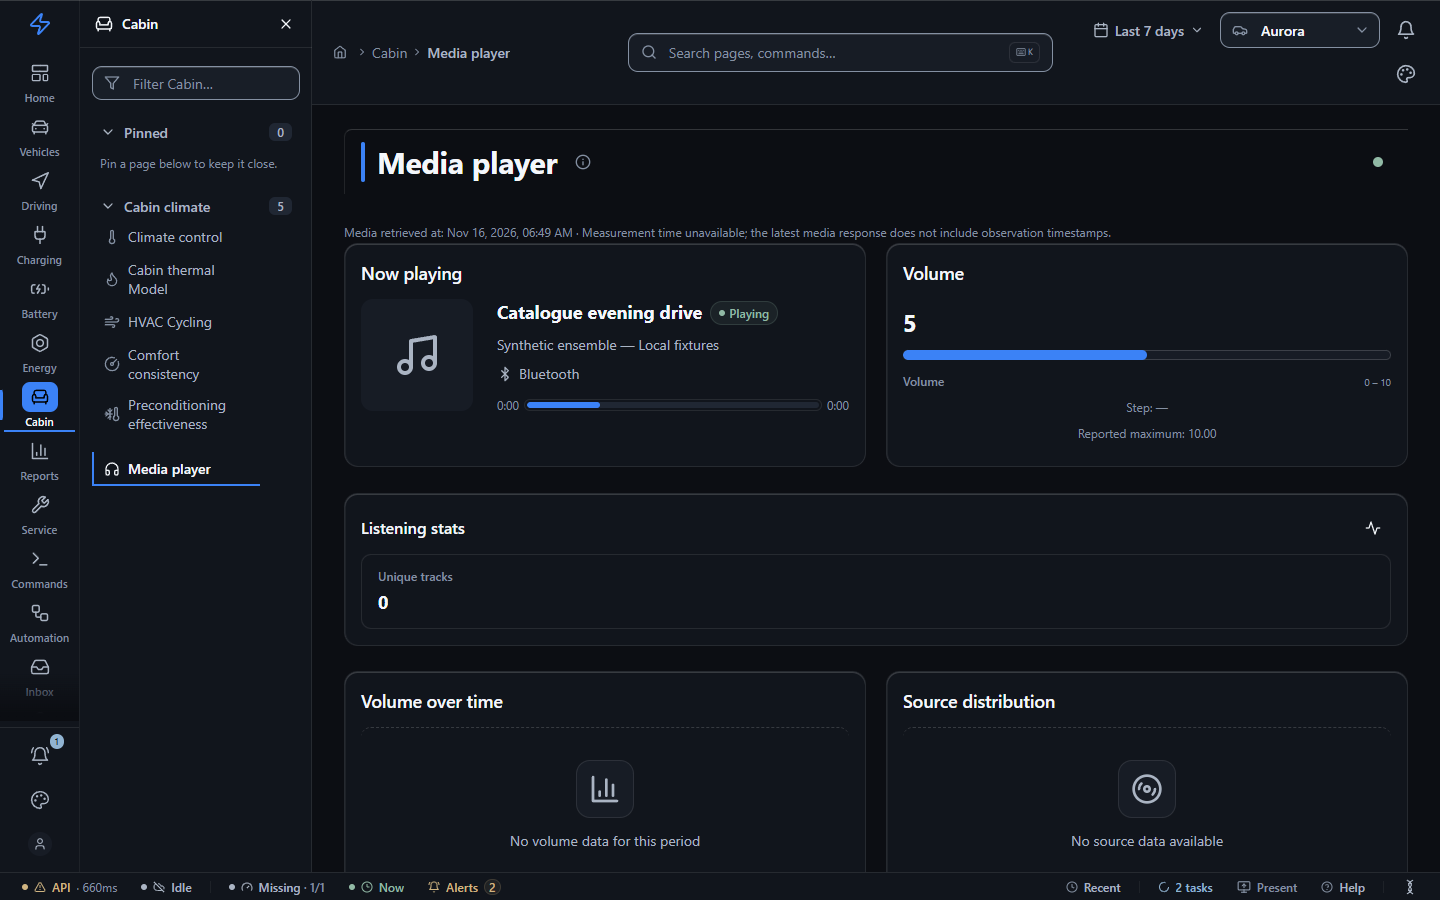 Cabin
Home
Vehicles
Driving
Charging
Battery
Energy
Cabin
Reports
Service
Commands
Automation
Inbox
1
Filter Cabin...
Pinned 0
Pin a page below to keep it close.
Cabin climate 5
Climate control
Cabin thermal
Model
HVAC Cycling
Comfort
consistency
Preconditioning
effectiveness
Media player
Cabin > Media player
Search pages, commands...
K
Last 7 days
Aurora
Media player
Media retrieved at: Nov 16, 2026, 06:49 AM · Measurement time unavailable; the latest media response does not include observation timestamps.
Now playing
Catalogue evening drive Playing
Synthetic ensemble — Local fixtures
Bluetooth
0:00 0:00
Volume
5
Volume 0 – 10
Step: —
Reported maximum: 10.00
Listening stats
Unique tracks
0
Volume over time
No volume data for this period
Source distribution
No source data available
API · 660ms
Idle
Missing · 1/1
Now
Alerts 2
Recent
2 tasks
Present
Help